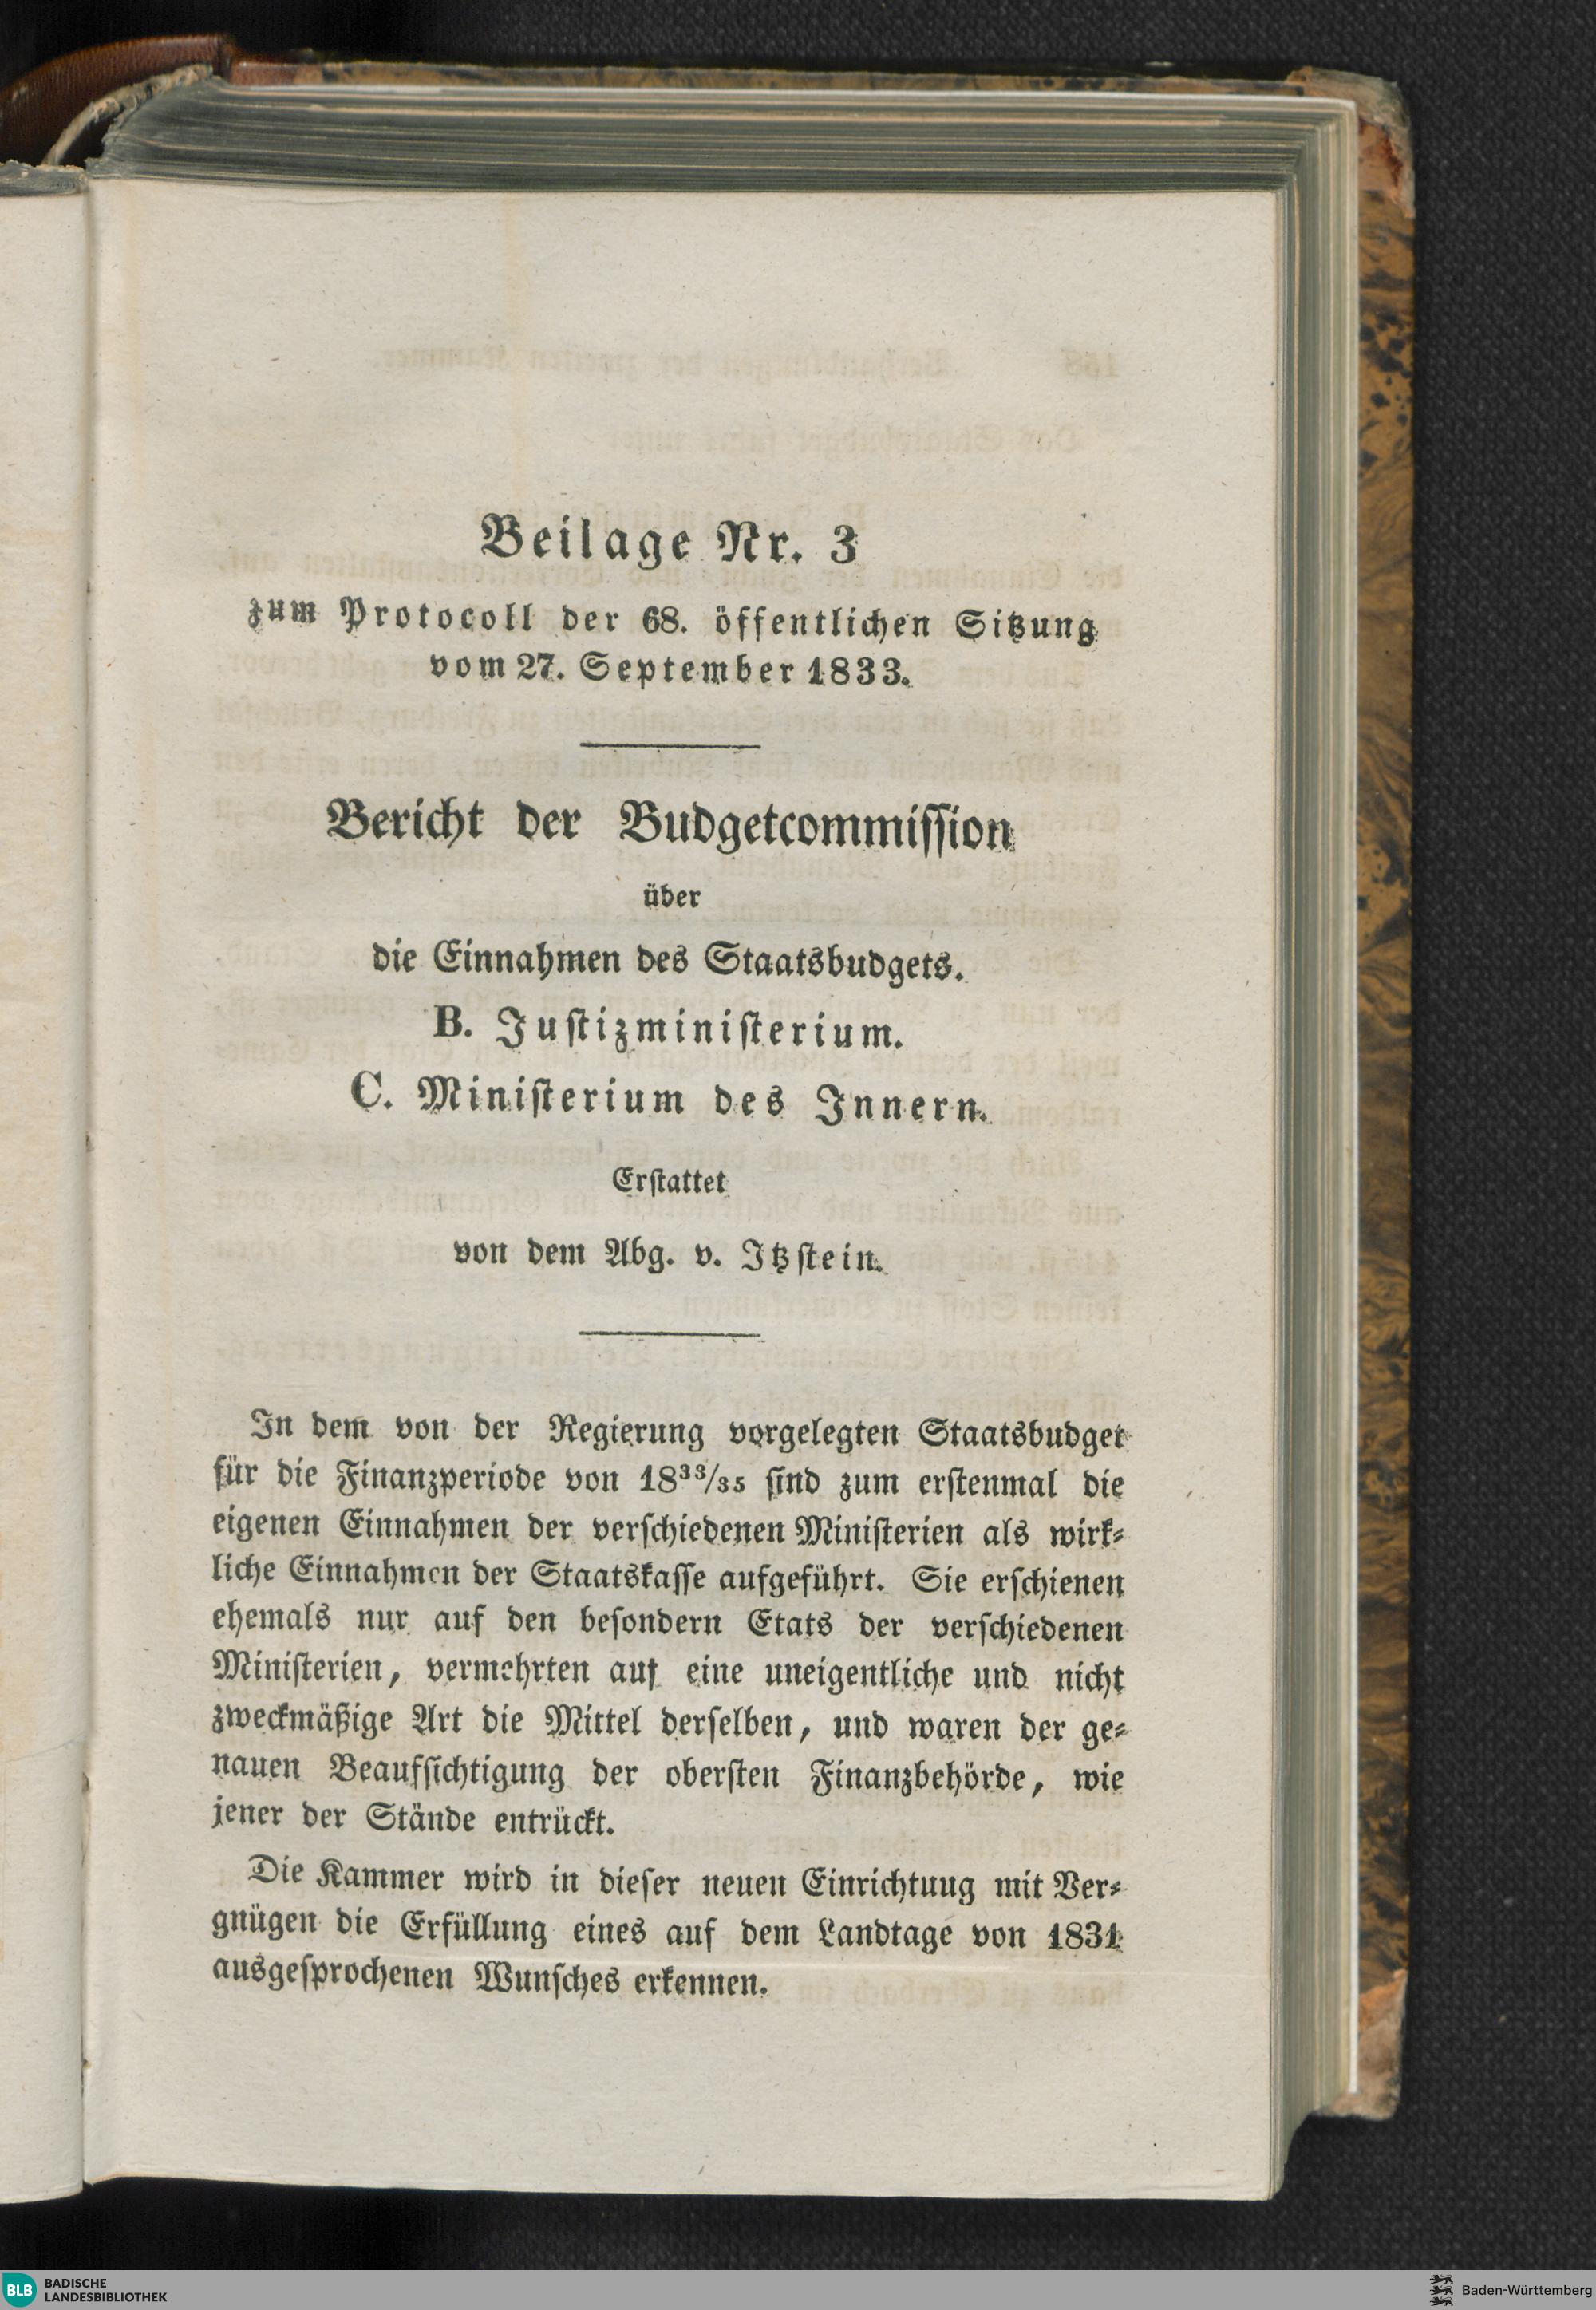 Beilage Nr. 3
zum Protocoll der 68. öffentlichen Sitzung
vom 27. September 1833.
Bericht der Budgetcommission
über
die Einnahmen des Staatsbudgets.
B. Justizministerium.
C. Ministerium des Innern.
Erstattet
von dem Abg. v. Itzstein.
In dem von der Regierung vorgelegten Staatsbudget
für die Finanzperiode von 18³³/₃₅ sind zum erstenmal die
eigenen Einnahmen der verschiedenen Ministerien als wirk-
liche Einnahmen der Staatskasse aufgeführt. Sie erschienen
ehemals nur auf den besondern Etats der verschiedenen
Ministerien, vermehrten auf eine uneigentliche und nicht
zweckmäßige Art die Mittel derselben, und waren der ge-
nauen Beaufsichtigung der obersten Finanzbehörde, wie
jener der Stände entrückt.
Die Kammer wird in dieser neuen Einrichtuug mit Ver-
gnügen die Erfüllung eines auf dem Landtage von 1831
ausgesprochenen Wunsches erkennen.
BLB BADISCHE
LANDESBIBLIOTHEK
Baden-Württemberg